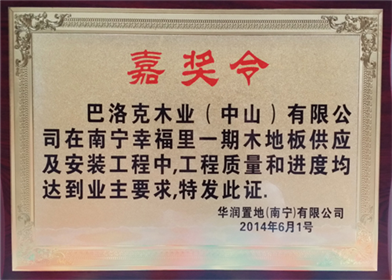 嘉奖令
巴洛克木业（中山）有限公
司在南宁幸福里一期木地板供应
及安装工程中,工程质量和进度均
达到业主要求,特发此证.
华润置地(南宁)有限公司
2014年6月1号